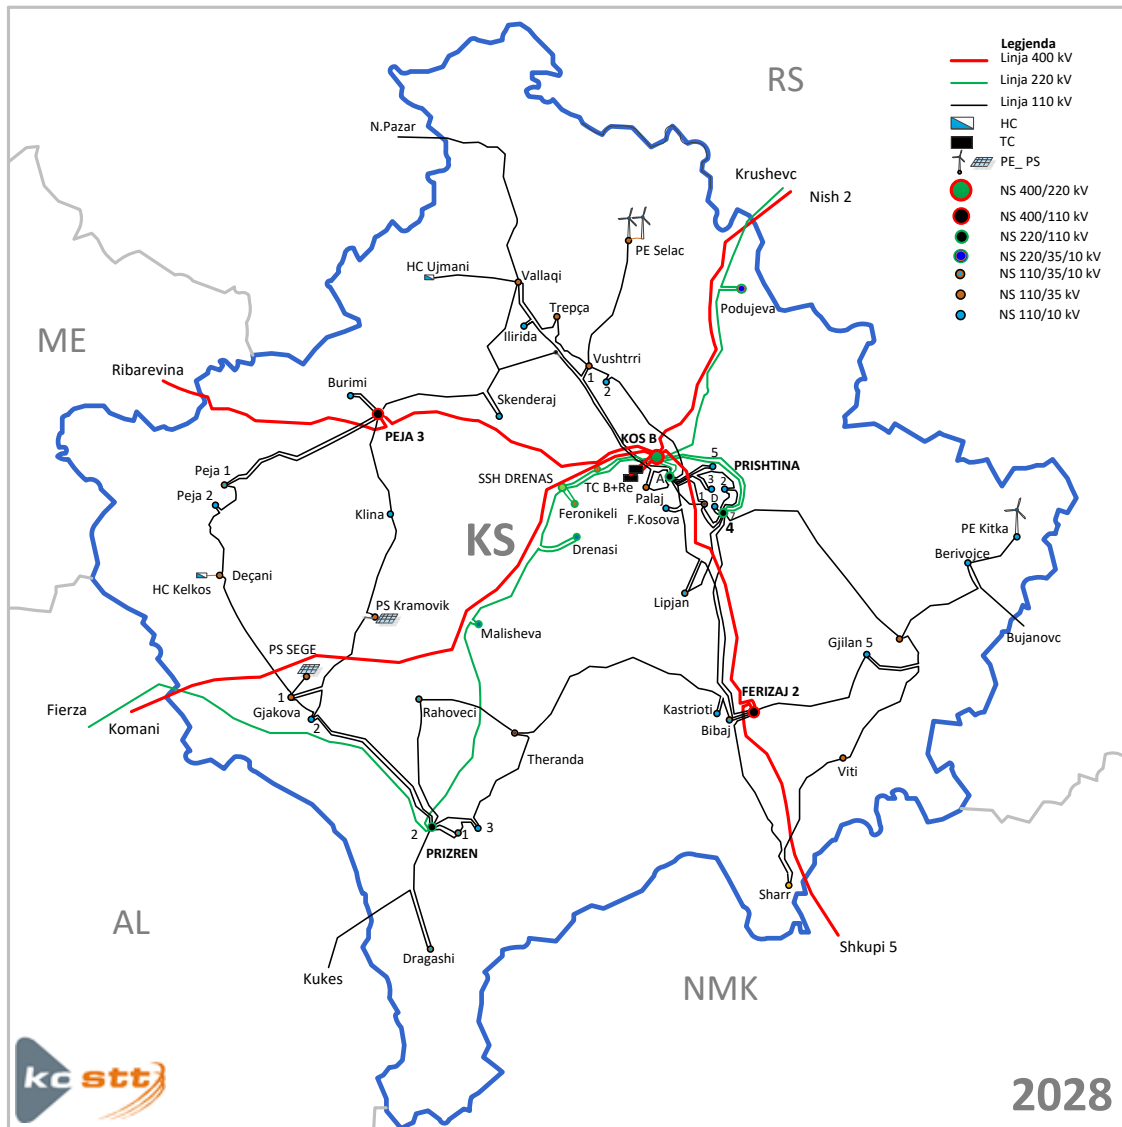 Legjenda
Linja 400 kV
Linja 220 kV
Linja 110 kV
HC
TC
PE_ PS
NS 400/220 kV
NS 400/110 kV
NS 220/110 kV
NS 220/35/10 kV
NS 110/35/10 kV
NS 110/35 kV
NS 110/10 kV
RS
N.Pazar
Krushevc
Nish 2
PE Selac
HC Ujmani
Vallaqi
Podujeva
Trepça
Ilirida
ME
Ribarevina
Vushtrri
1
2
Burimi
Skenderaj
PEJA 3
KOS B
5
PRISHTINA
SSH DRENAS
Peja 1
TC B+Re
A
3
2
Peja 2
Palaj
1
D
Feronikeli
F.Kosova
7
4
Klina
KS
PE Kitka
Drenasi
Berivojce
Deçani
HC Kelkos
Lipjan
PS Kramovik
Malisheva
Bujanovc
Gjilan 5
PS SEGE
1
FERIZAJ 2
Fierza
Gjakova
Rahoveci
Kastrioti
Komani
2
Bibaj
Theranda
Viti
2
1
3
PRIZREN
Sharr
AL
Shkupi 5
Dragashi
Kukes
NMK
kostt
2028